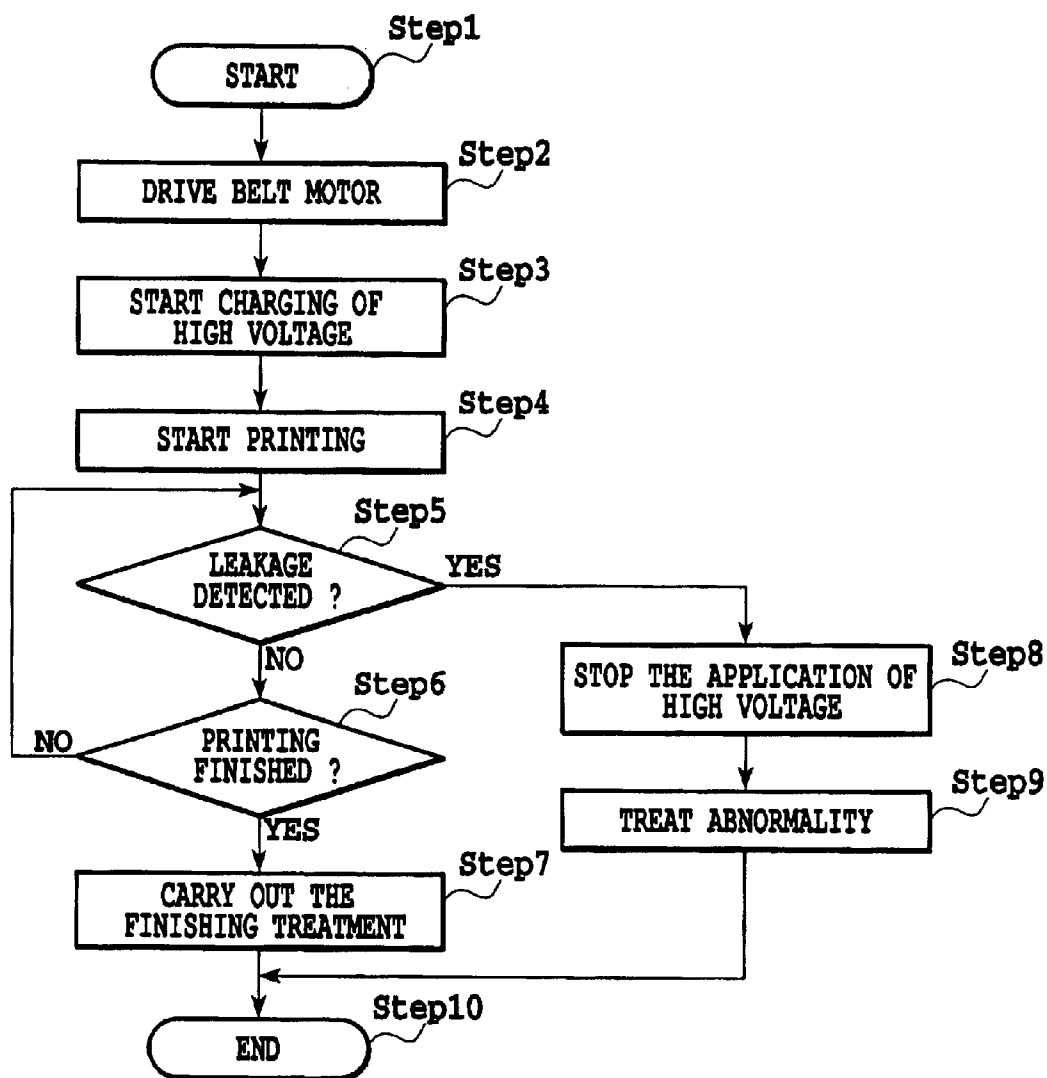 Step1
START
Step2
DRIVE BELT MOTOR
Step3
START CHARGING OF
HIGH VOLTAGE
Step4
START PRINTING
Step5
LEAKAGE
DETECTED ?
YES
NO
Step6
PRINTING
FINISHED ?
NO
YES
Step7
CARRY OUT THE
FINISHING TREATMENT
Step8
STOP THE APPLICATION OF
HIGH VOLTAGE
Step9
TREAT ABNORMALITY
Step10
END